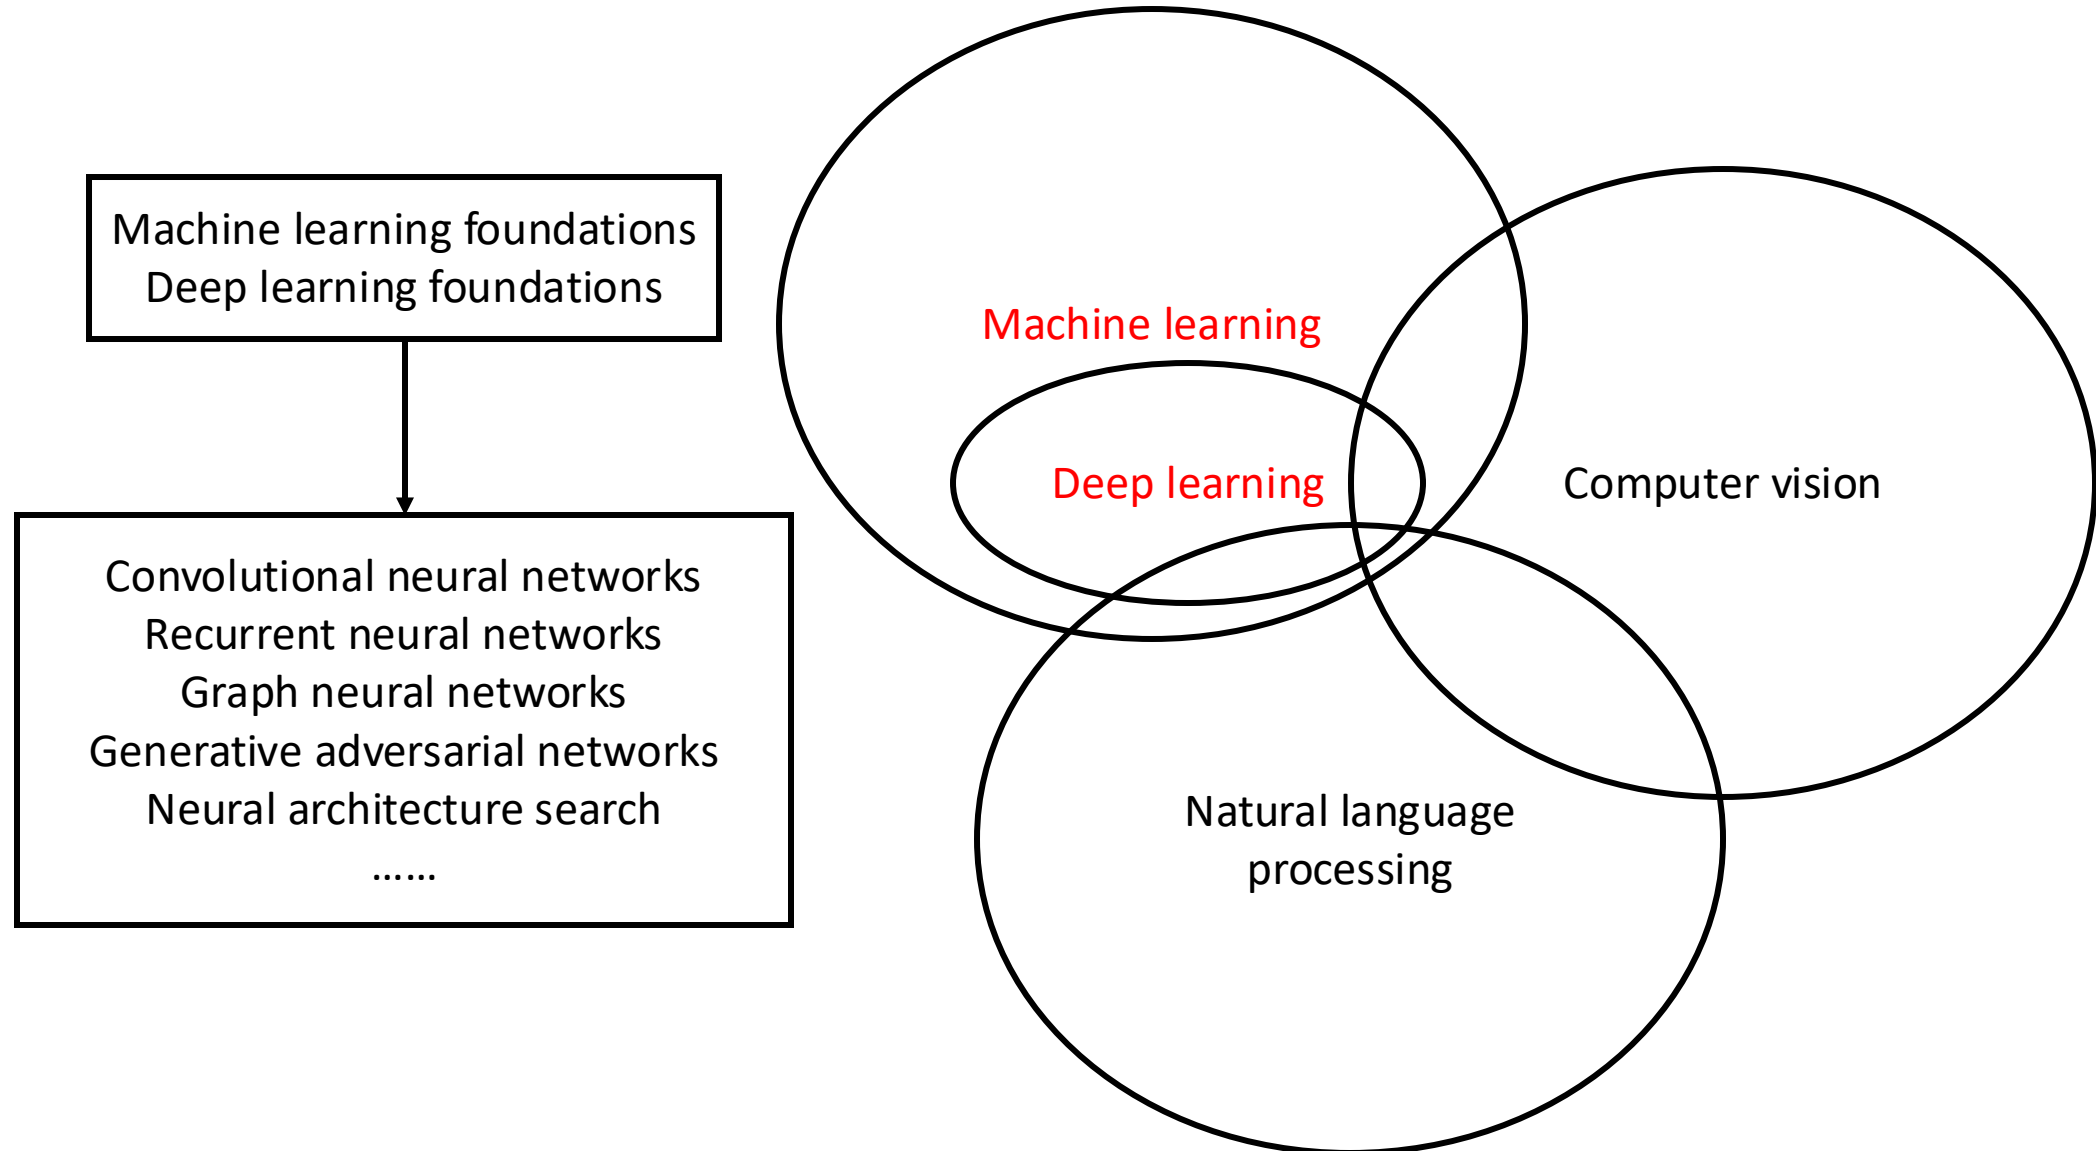 Machine learning foundations
Deep learning foundations
Convolutional neural networks
Recurrent neural networks
Graph neural networks
Generative adversarial networks
Neural architecture search
……
Machine learning
Deep learning
Computer vision
Natural language
processing